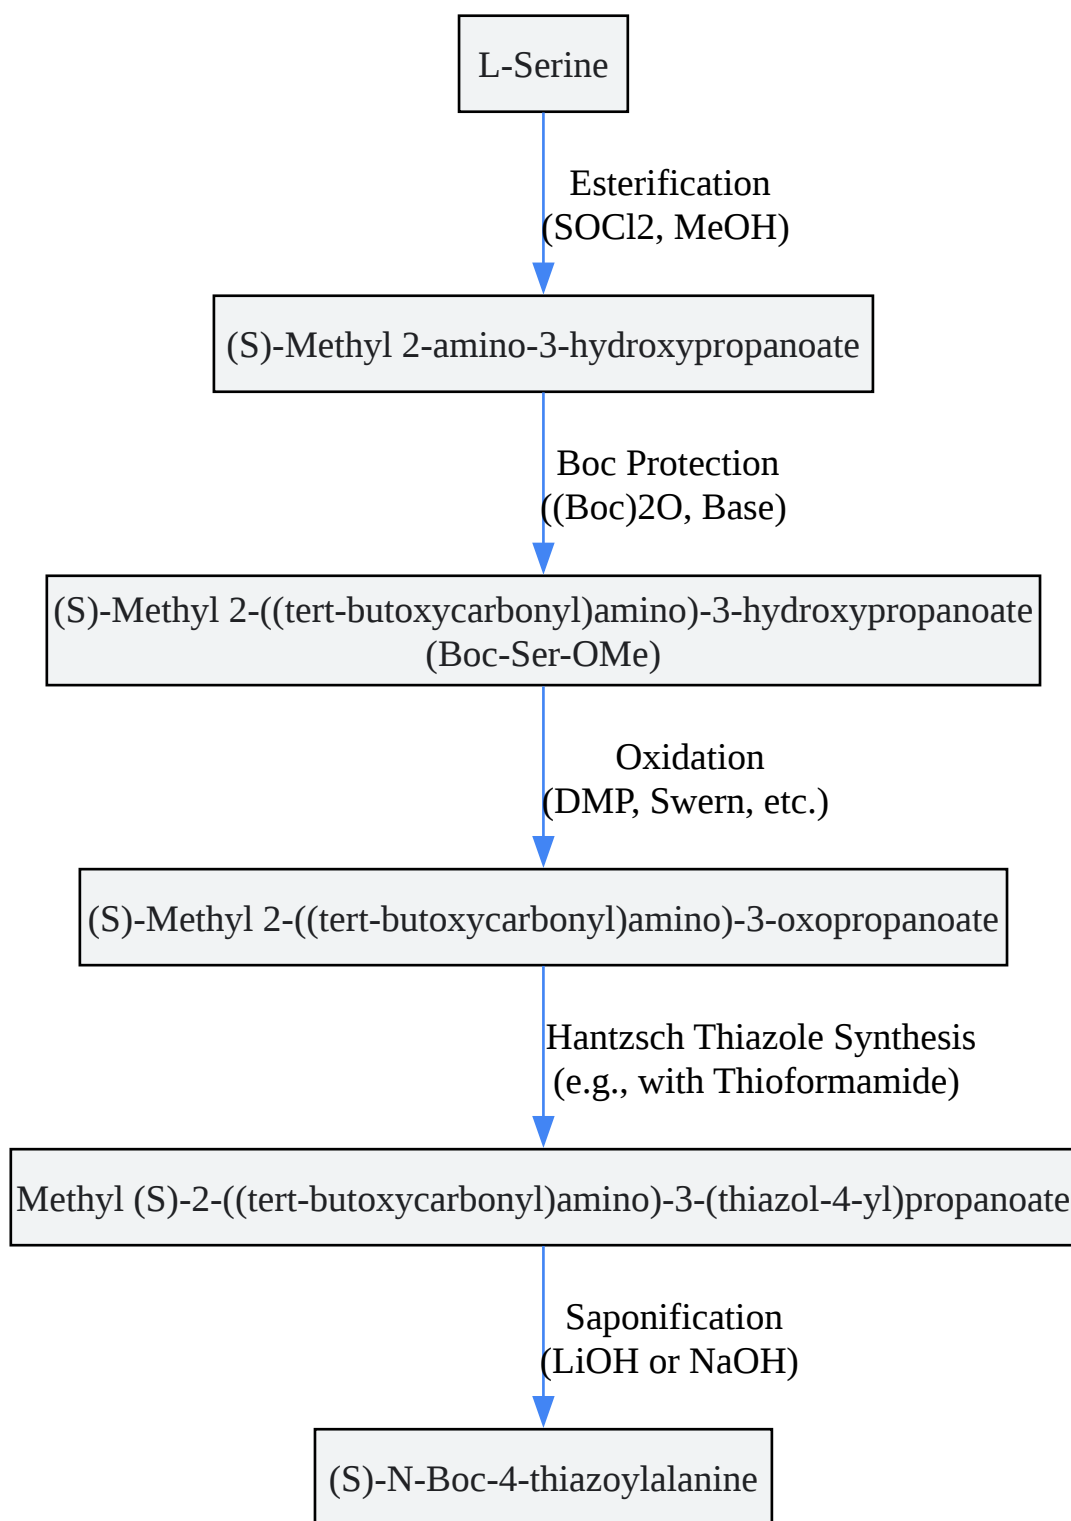 L-Serine
Esterification
(SOCl2, MeOH)
(S)-Methyl 2-amino-3-hydroxypropanoate
Boc Protection
((Boc)2O, Base)
(S)-Methyl 2-((tert-butoxycarbonyl)amino)-3-hydroxypropanoate
(Boc-Ser-OMe)
Oxidation
(DMP, Swern, etc.)
(S)-Methyl 2-((tert-butoxycarbonyl)amino)-3-oxopropanoate
Hantzsch Thiazole Synthesis
(e.g., with Thioformamide)
Methyl (S)-2-((tert-butoxycarbonyl)amino)-3-(thiazol-4-yl)propanoate
Saponification
(LiOH or NaOH)
(S)-N-Boc-4-thiazoylalanine